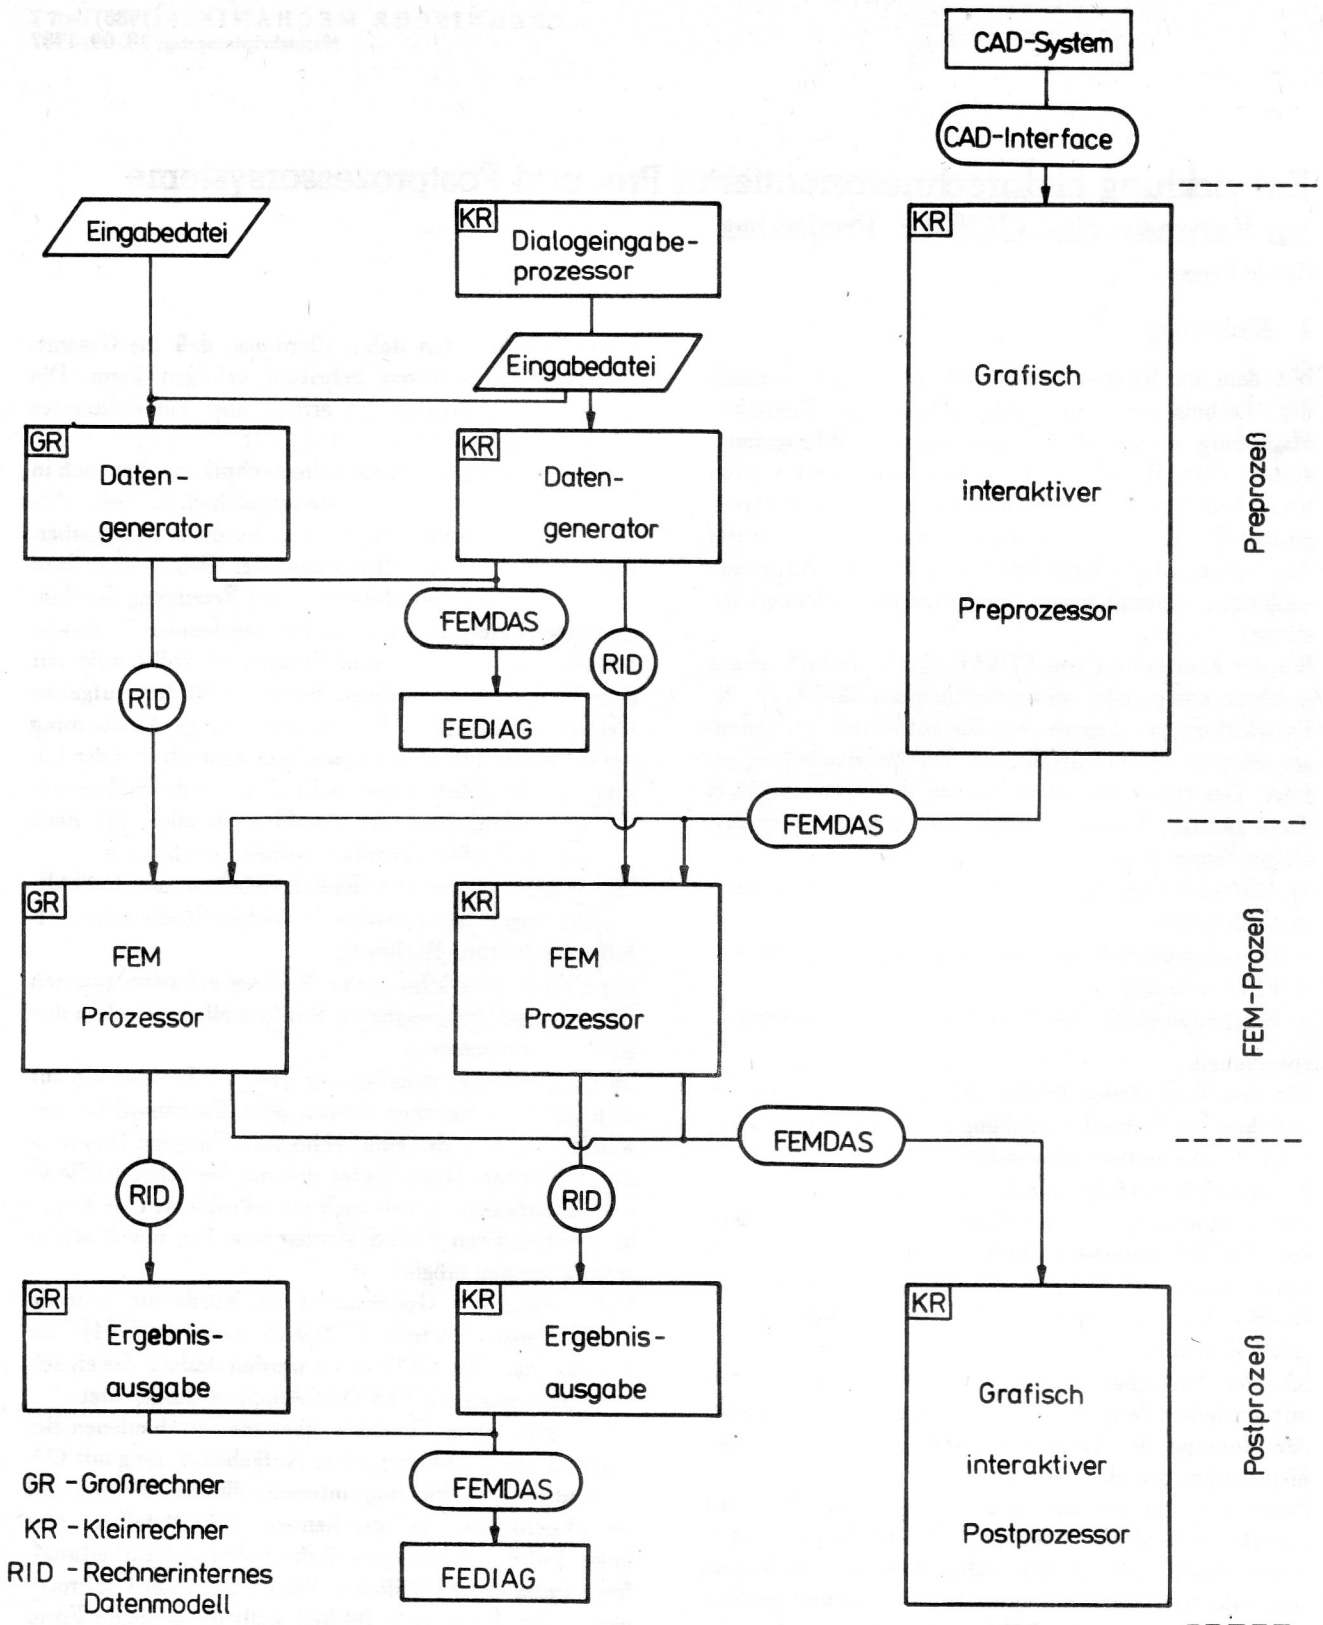 CAD-System
CAD-Interface
Eingabedatei
KR
Dialogeingabe-
prozessor
KR
Grafisch
interaktiver
Preprozessor
Eingabedatei
GR
Daten-
generator
KR
Daten-
generator
Preprozeß
FEMDAS
RID
RID
FEDIAG
FEMDAS
GR
FEM
Prozessor
KR
FEM
Prozessor
FEM-Prozeß
FEMDAS
RID
RID
GR
Ergebnis-
ausgabe
KR
Ergebnis-
ausgabe
KR
Grafisch
interaktiver
Postprozessor
Postprozeß
FEMDAS
FEDIAG
GR - Großrechner
KR - Kleinrechner
RID - Rechnerinternes
Datenmodell